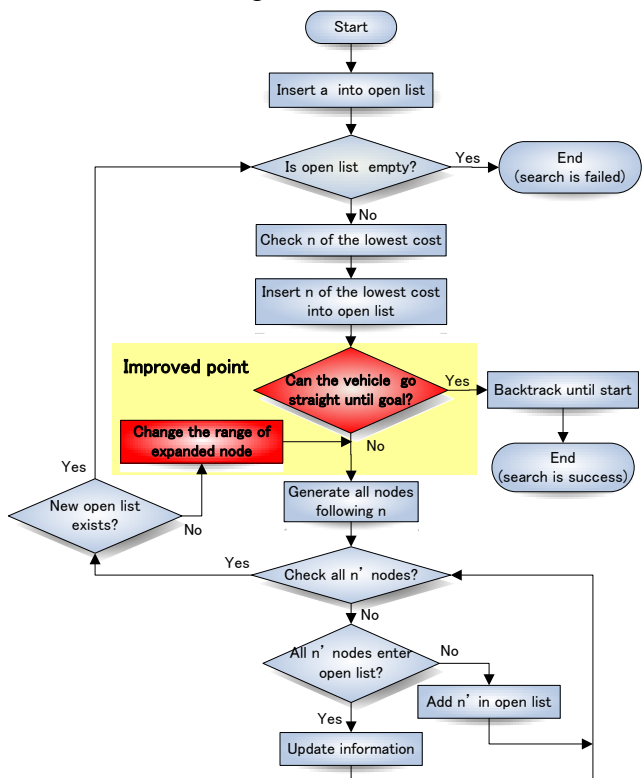 Start
Insert a into open list
Is open list empty?
Yes
End
(search is failed)
No
Check n of the lowest cost
Insert n of the lowest cost
into open list
Improved point
Can the vehicle go
straight until goal?
Yes
Backtrack until start
Change the range of
expanded node
No
End
(search is success)
Yes
New open list
exists?
No
Generate all nodes
following n
Yes
Check all n' nodes?
No
All n' nodes enter
open list?
No
Add n' in open list
Yes
Update information